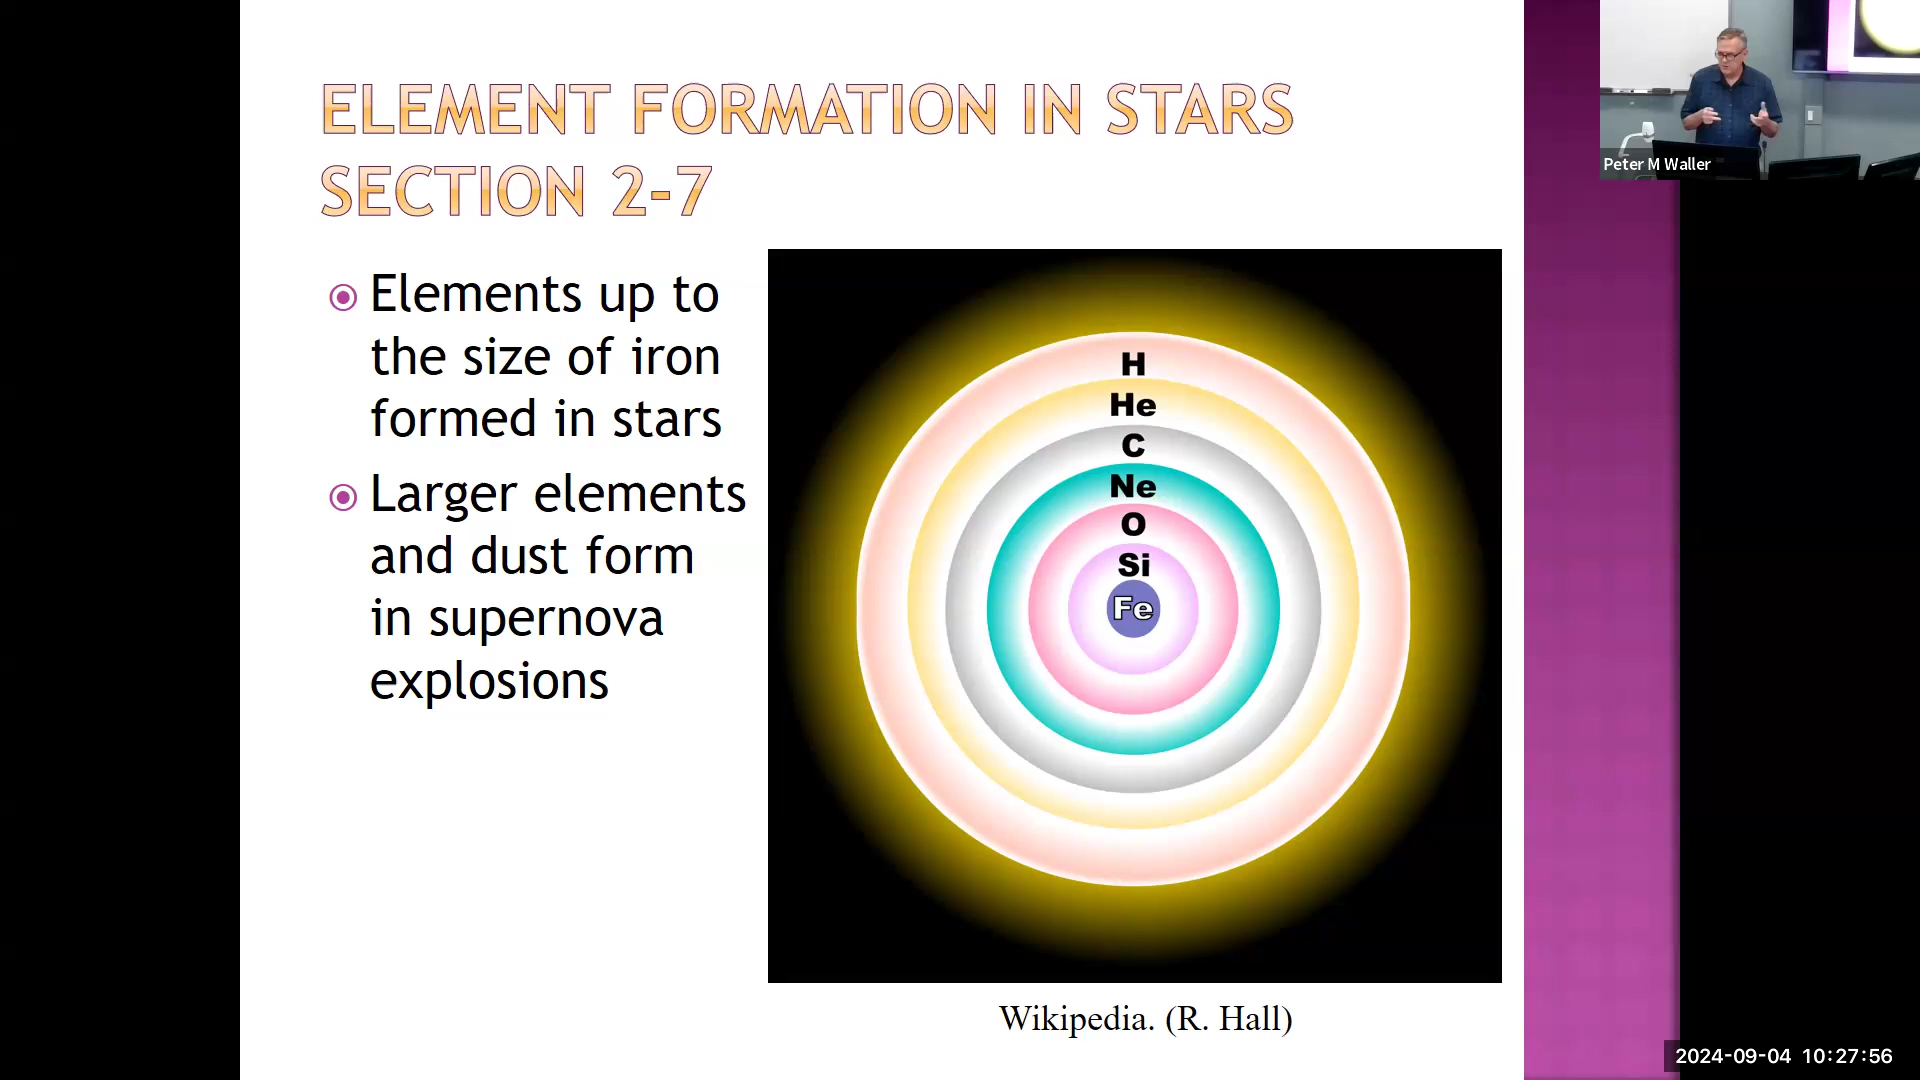 ELEMENT FORMATION IN STARS
SECTION 2-7
Elements up to
the size of iron
formed in stars
Larger elements
and dust form
in supernova
explosions
H
He
C
Ne
O
Si
Fe
Wikipedia. (R. Hall)
Peter M Waller
2024-09-04 10:27:56